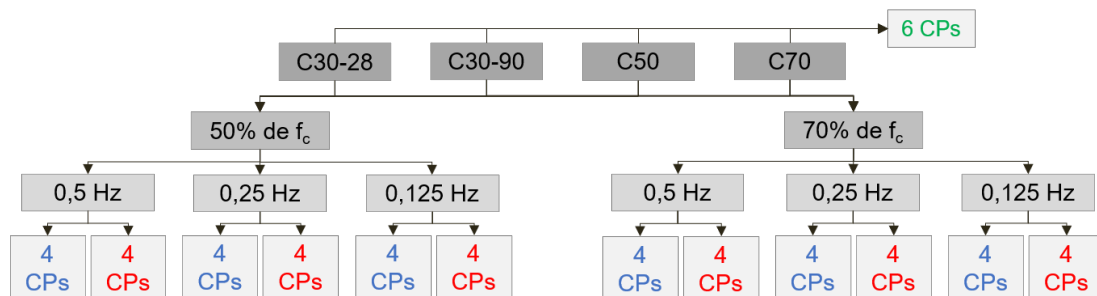 6 CPs
C30-28 C30-90 C50 C70
50% de fc 70% de fc
0,5 Hz 0,25 Hz 0,125 Hz 0,5 Hz 0,25 Hz 0,125 Hz
4 4 4 4 4 4 4 4 4 4 4 4
CPs CPs CPs CPs CPs CPs CPs CPs CPs CPs CPs CPs